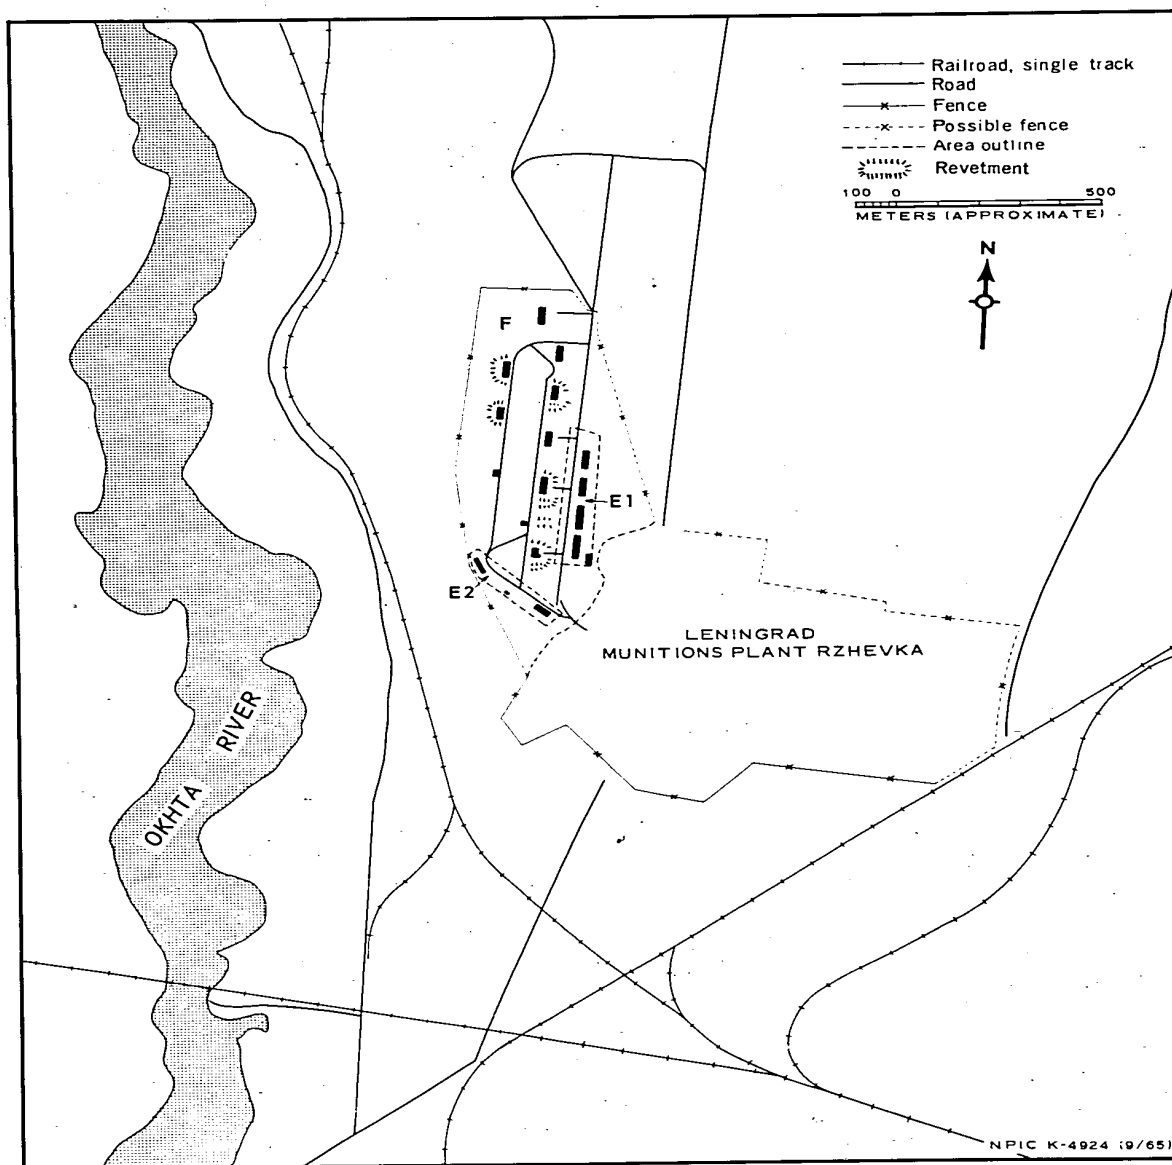 Railroad, single track
Road
Fence
Possible fence
Area outline
Revetment
100 0 500
METERS (APPROXIMATE)
N
F
E1
E2
LENINGRAD
MUNITIONS PLANT RZHEVKA
OKHTA RIVER
NPIC K-4924 (9/65)